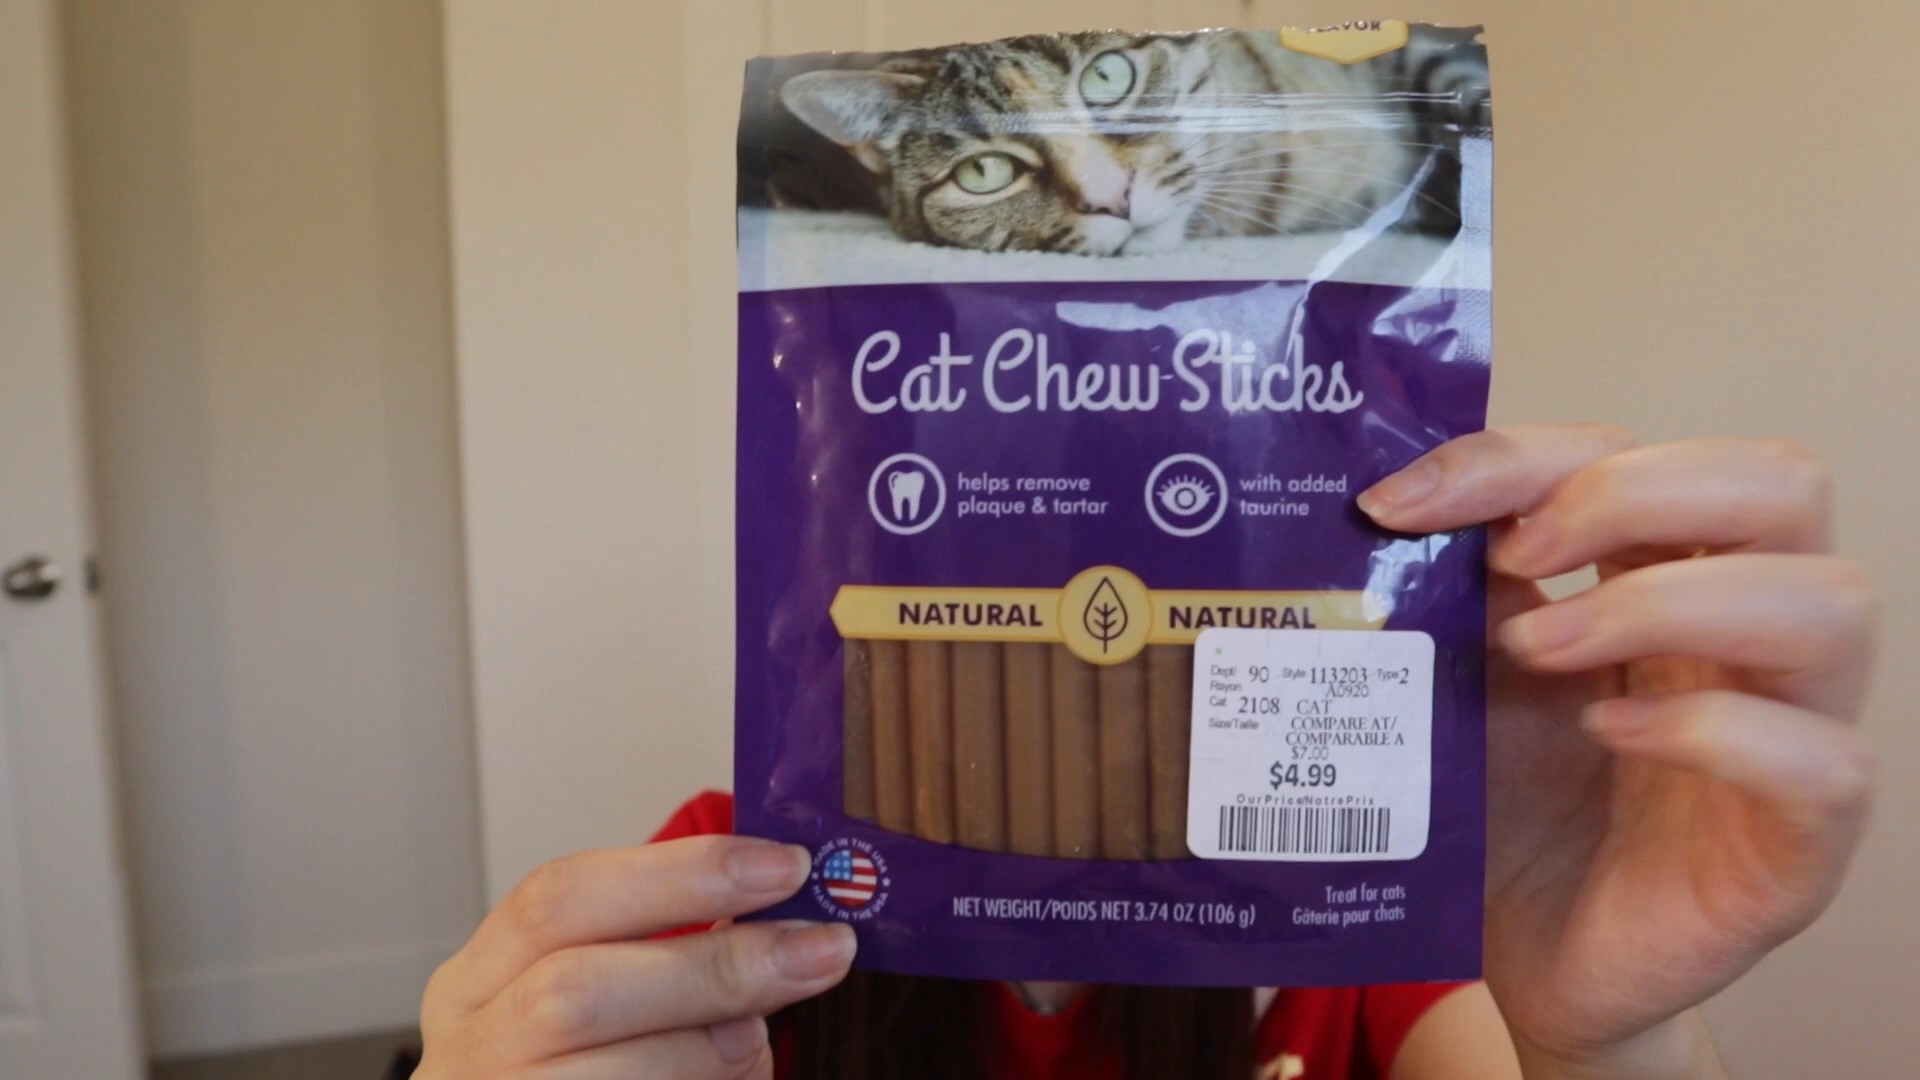 Cat Chew Sticks
helps remove
plaque & tartar
with added
taurine
NATURAL NATURAL
Dept/ 90 Style 113203 Type 2
Rayon A0920
Cat 2108 CAT
Size/Taille COMPARE AT/
COMPARABLE A
$7.00
$4.99
OurPrice/NotrePrix
MADE IN THE USA
MADE IN THE USA
NET WEIGHT/POIDS NET 3.74 OZ (106 g)
Treat for cats
Gâterie pour chats